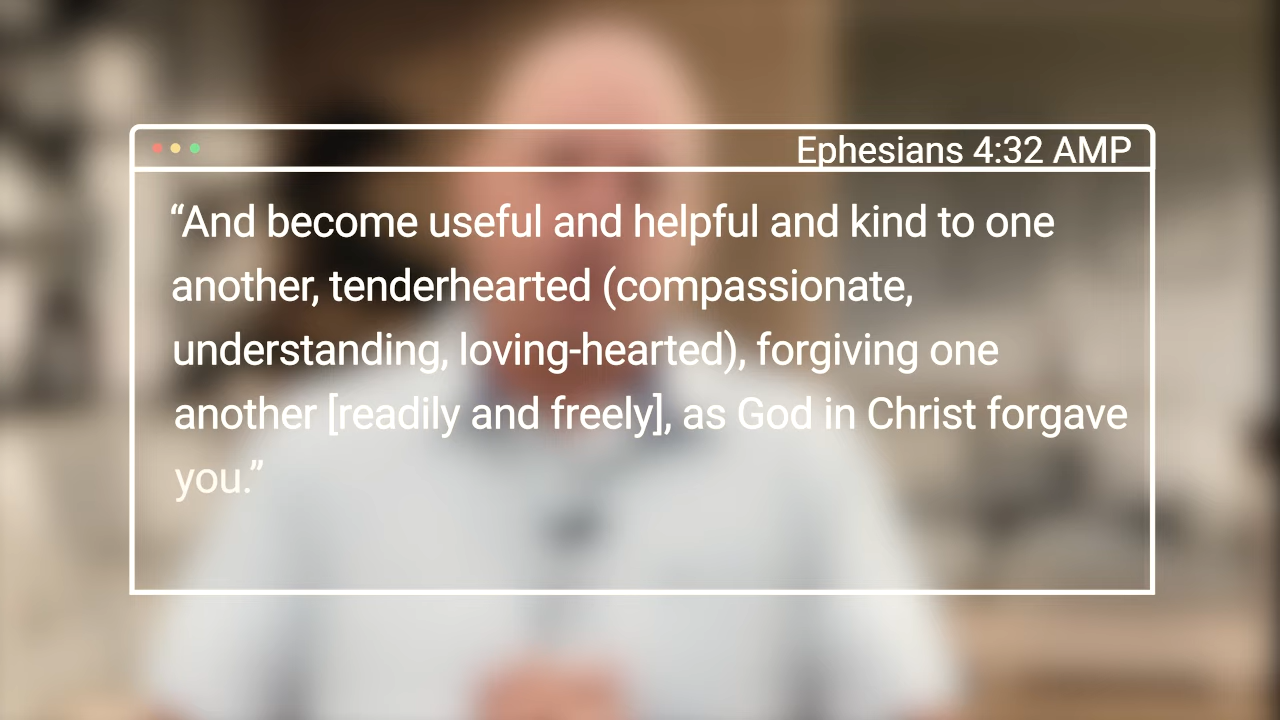 Ephesians 4:32 AMP
“And become useful and helpful and kind to one
another, tenderhearted (compassionate,
understanding, loving-hearted), forgiving one
another [readily and freely], as God in Christ forgave
you.”